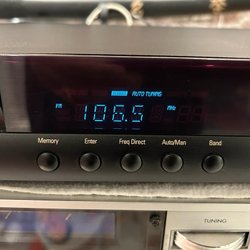 AUTO TUNING
FM 106.5 MHz
Memory Enter Freq Direct Auto/Man Band
TUNING